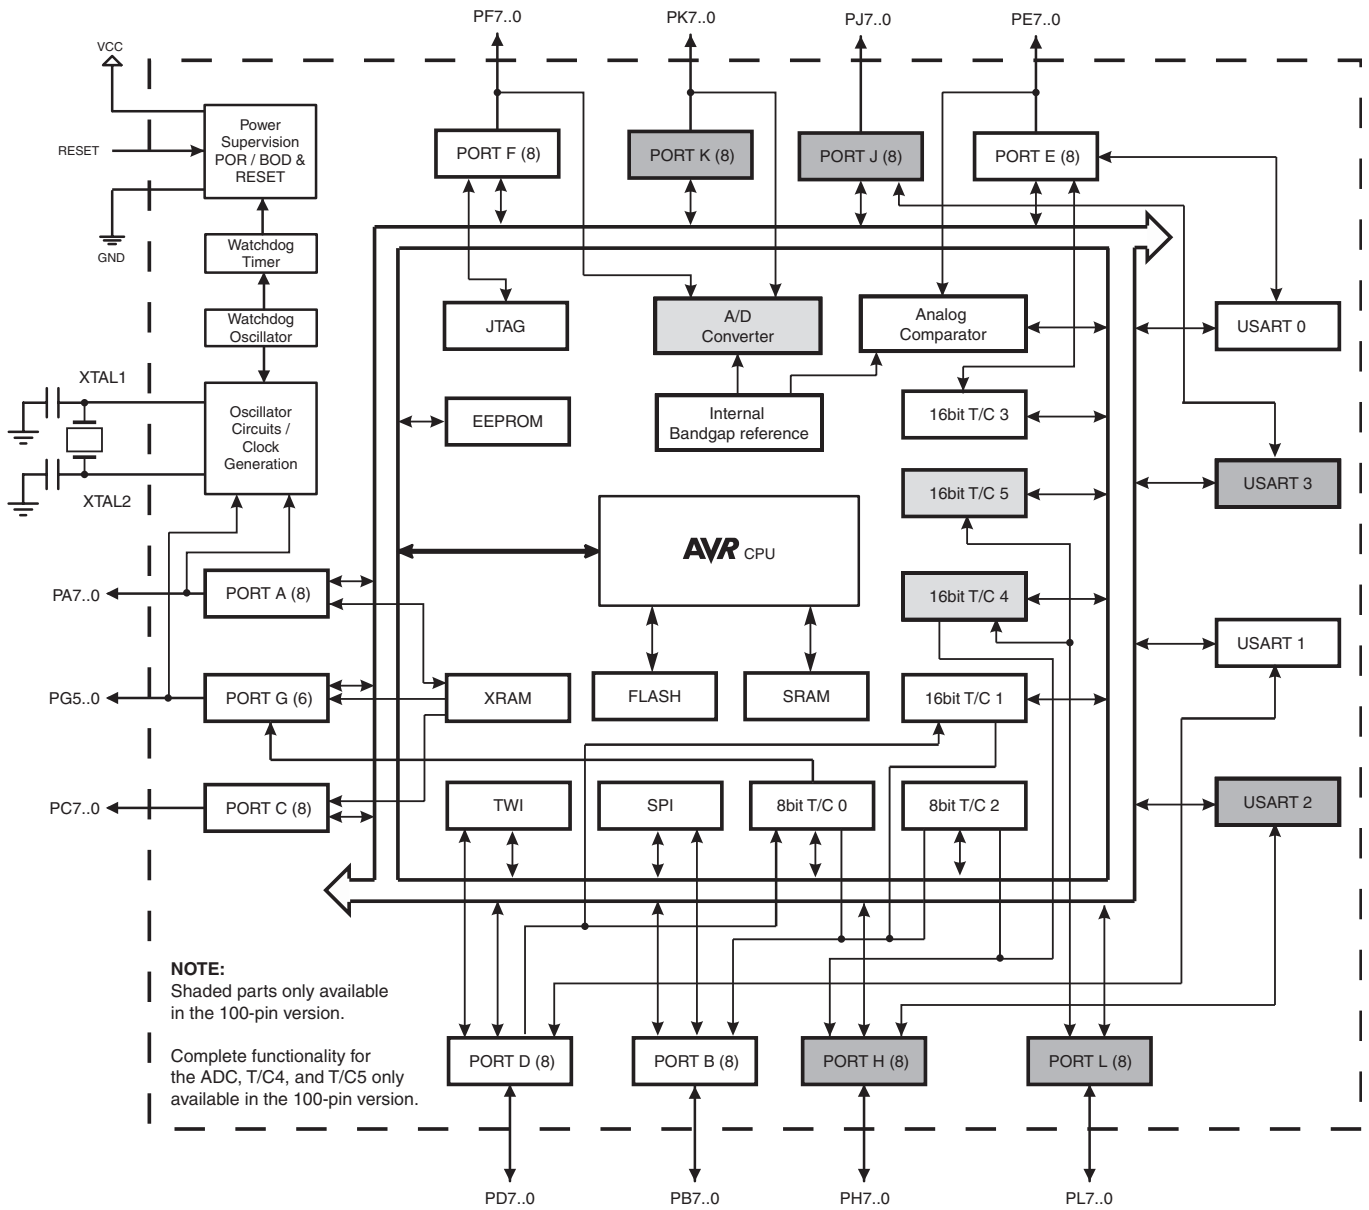 PF7..0
PK7..0
PJ7..0
PE7..0
VCC
RESET
GND
Power
Supervision
POR / BOD &
RESET
PORT F (8)
PORT K (8)
PORT J (8)
PORT E (8)
Watchdog
Timer
Watchdog
Oscillator
JTAG
A/D
Converter
Analog
Comparator
USART 0
XTAL1
XTAL2
Oscillator
Circuits /
Clock
Generation
EEPROM
Internal
Bandgap reference
16bit T/C 3
16bit T/C 5
USART 3
AVR CPU
PA7..0
PORT A (8)
16bit T/C 4
USART 1
PG5..0
PORT G (6)
XRAM
FLASH
SRAM
16bit T/C 1
PC7..0
PORT C (8)
TWI
SPI
8bit T/C 0
8bit T/C 2
USART 2
NOTE:
Shaded parts only available
in the 100-pin version.
Complete functionality for
the ADC, T/C4, and T/C5 only
available in the 100-pin version.
PORT D (8)
PORT B (8)
PORT H (8)
PORT L (8)
PD7..0
PB7..0
PH7..0
PL7..0